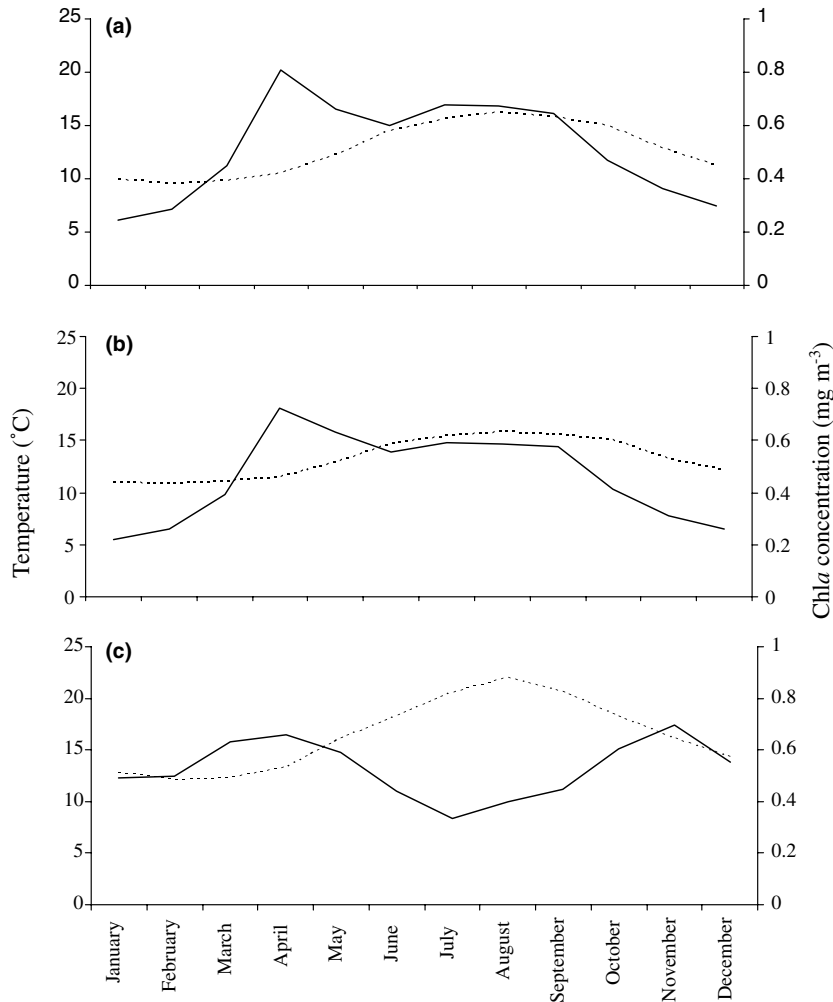 (a)
25
20
15
10
5
0
1
0.8
0.6
0.4
0.2
0
(b)
25
20
15
10
5
0
1
0.8
0.6
0.4
0.2
0
Temperature (˚C)
Chla concentration (mg m-3)
(c)
25
20
15
10
5
0
1
0.8
0.6
0.4
0.2
0
January
February
March
April
May
June
July
August
September
October
November
December